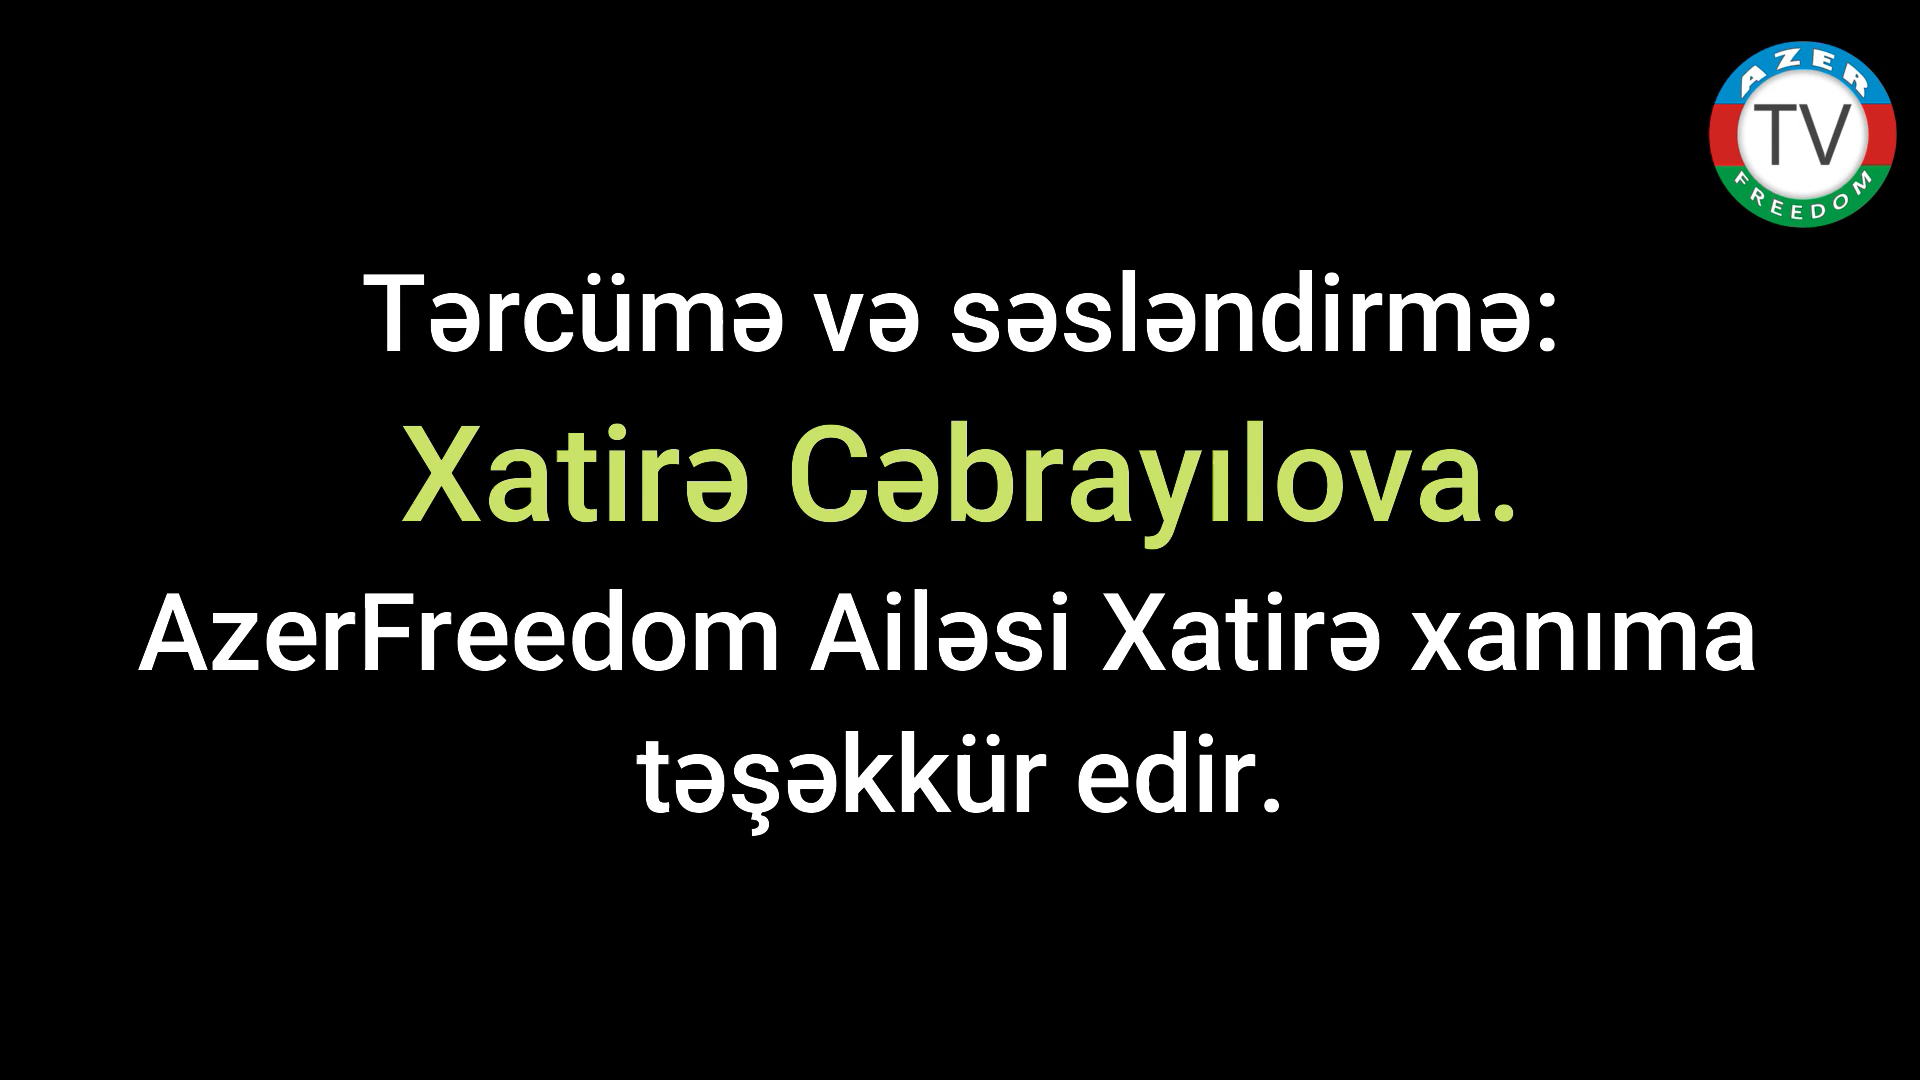 AZER
TV
FREEDOM
Tərcümə və səsləndirmə:
Xatirə Cəbrayılova.
AzerFreedom Ailəsi Xatirə xanıma
təşəkkür edir.